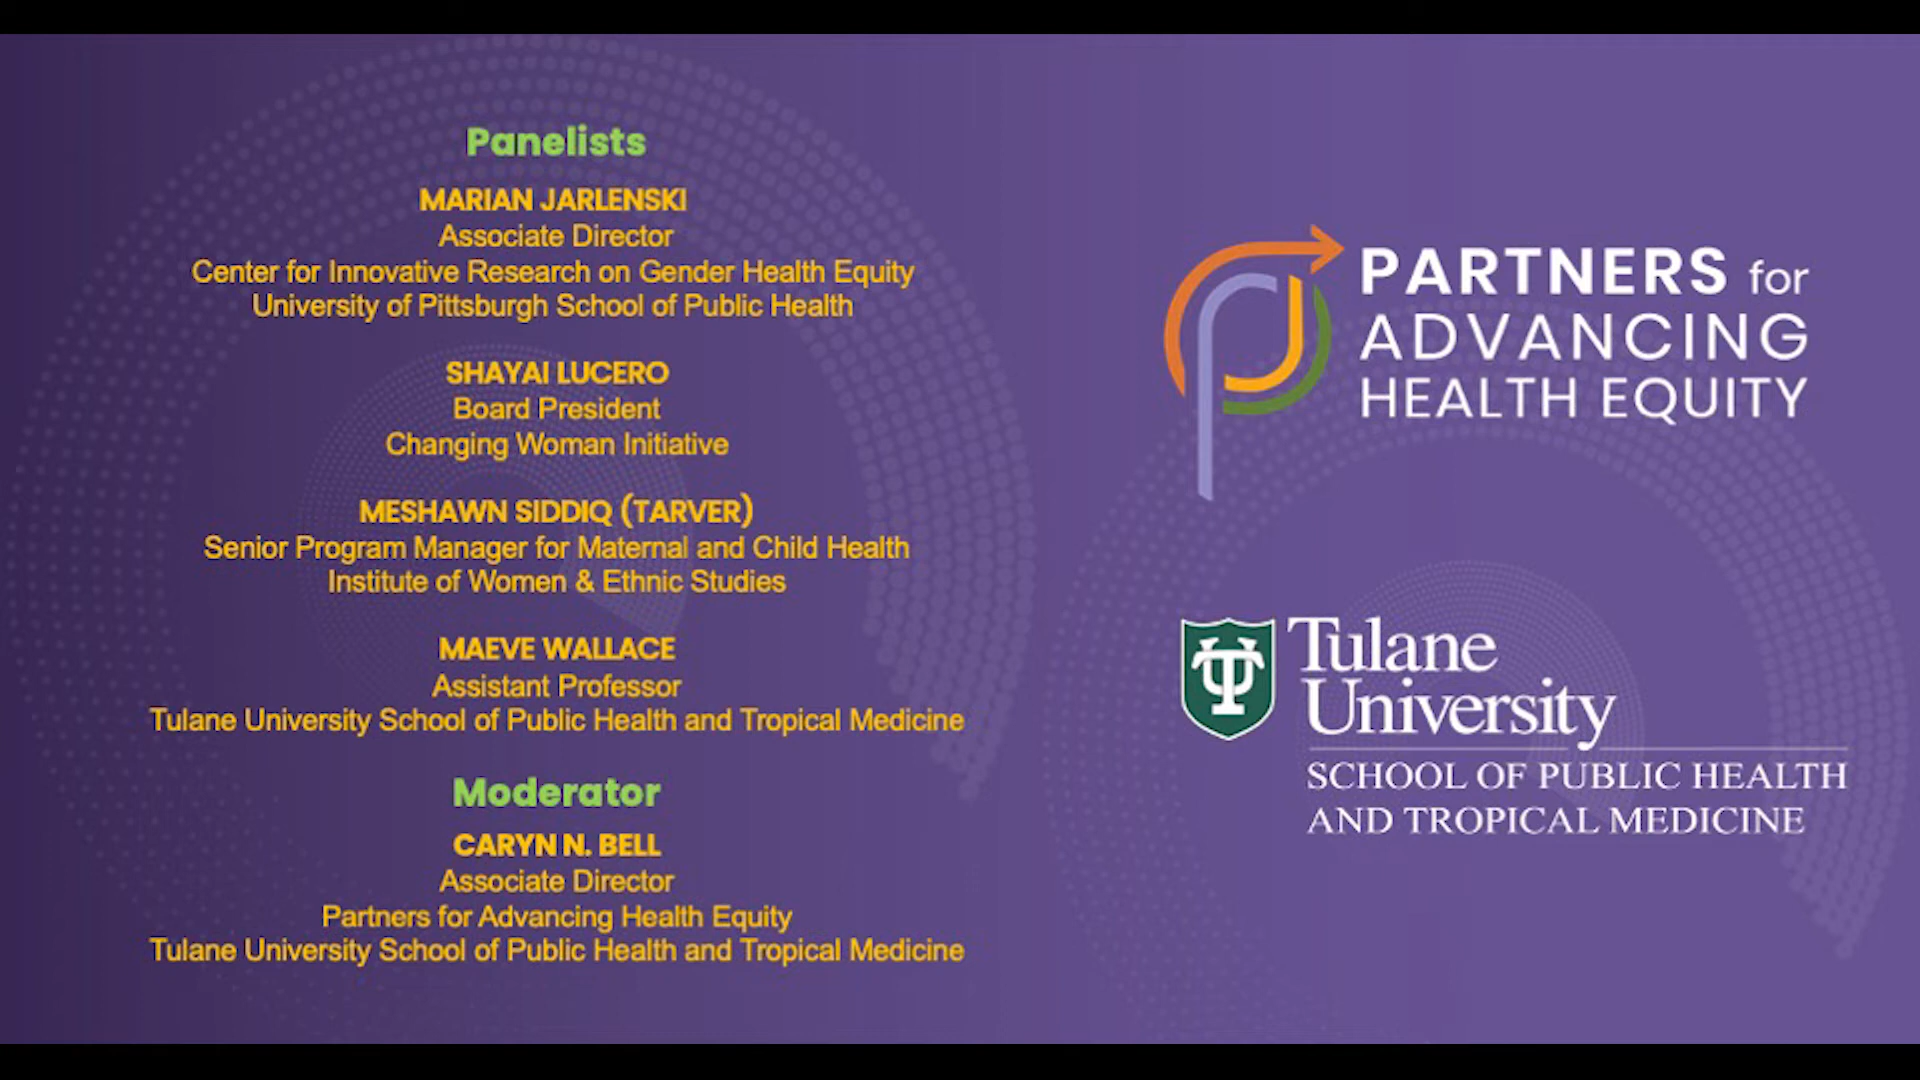 Panelists
MARIAN JARLENSKI
Associate Director
Center for Innovative Research on Gender Health Equity
University of Pittsburgh School of Public Health
SHAYAI LUCERO
Board President
Changing Woman Initiative
MESHAWN SIDDIQ (TARVER)
Senior Program Manager for Maternal and Child Health
Institute of Women & Ethnic Studies
MAEVE WALLACE
Assistant Professor
Tulane University School of Public Health and Tropical Medicine
Moderator
CARYN N. BELL
Associate Director
Partners for Advancing Health Equity
Tulane University School of Public Health and Tropical Medicine
PARTNERS for
ADVANCING
HEALTH EQUITY
Tulane
University
SCHOOL OF PUBLIC HEALTH
AND TROPICAL MEDICINE